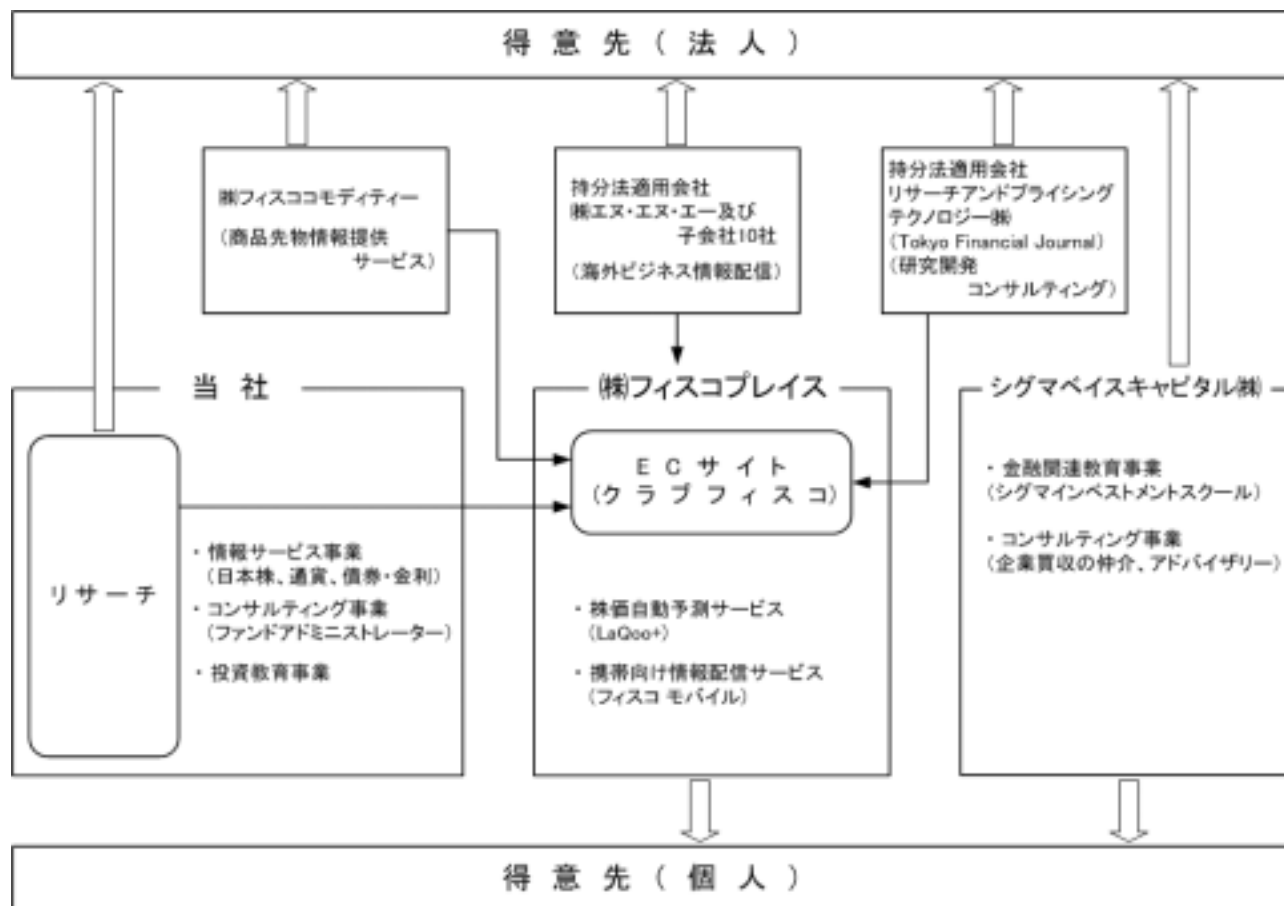 得意先(法人)
㈱フィスココモディティー
(商品先物情報提供
サービス)
持分法適用会社
㈱エヌ・エヌ・エー及び
子会社10社
(海外ビジネス情報配信)
持分法適用会社
リサーチアンドプライシング
テクノロジー㈱
(Tokyo Financial Journal)
(研究開発
コンサルティング)
当社
リサーチ
・情報サービス事業
(日本株、通貨、債券・金利)
・コンサルティング事業
(ファンドアドミニストレーター)
・投資教育事業
㈱フィスコプレイス
ECサイト
(クラブフィスコ)
・株価自動予測サービス
(LaQoo+)
・携帯向け情報配信サービス
(フィスコ モバイル)
シグマベイスキャピタル㈱
・金融関連教育事業
(シグマインベストメントスクール)
・コンサルティング事業
(企業買収の仲介、アドバイザリー)
得意先(個人)